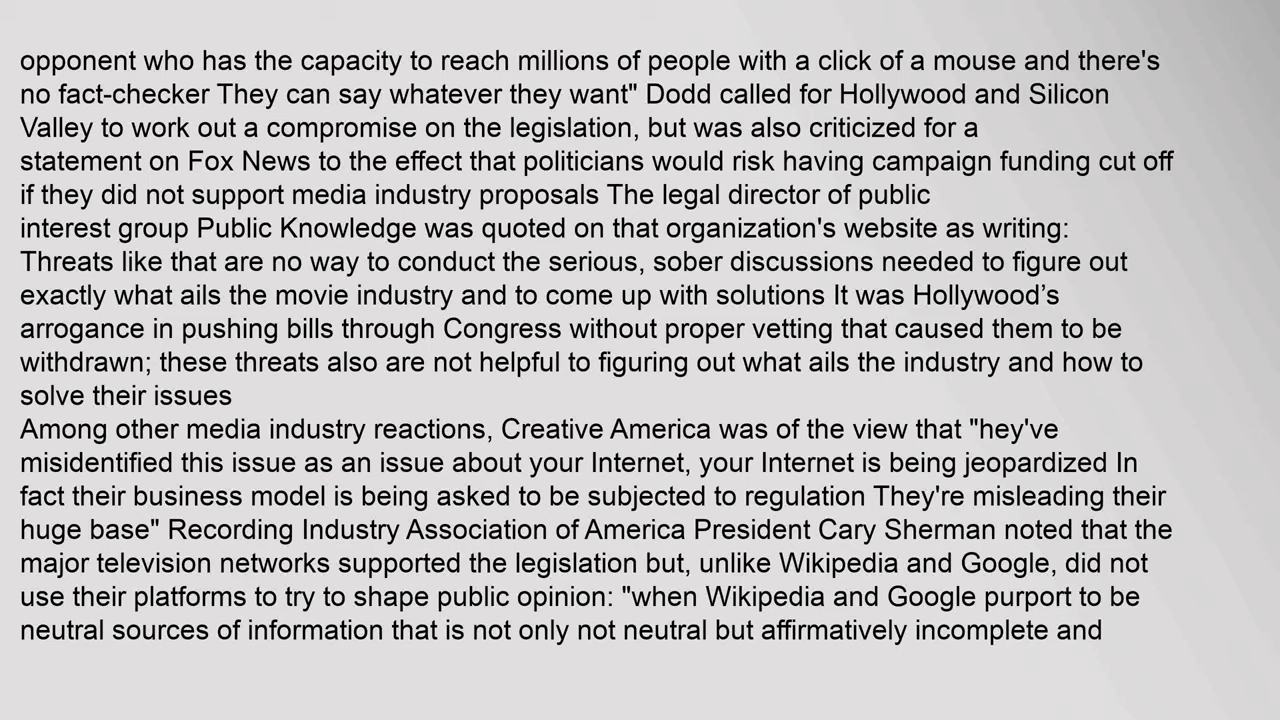 opponent who has the capacity to reach millions of people with a click of a mouse and there's
no fact-checker They can say whatever they want" Dodd called for Hollywood and Silicon
Valley to work out a compromise on the legislation, but was also criticized for a
statement on Fox News to the effect that politicians would risk having campaign funding cut off
if they did not support media industry proposals The legal director of public
interest group Public Knowledge was quoted on that organization's website as writing:
Threats like that are no way to conduct the serious, sober discussions needed to figure out
exactly what ails the movie industry and to come up with solutions It was Hollywood’s
arrogance in pushing bills through Congress without proper vetting that caused them to be
withdrawn; these threats also are not helpful to figuring out what ails the industry and how to
solve their issues
Among other media industry reactions, Creative America was of the view that "hey've
misidentified this issue as an issue about your Internet, your Internet is being jeopardized In
fact their business model is being asked to be subjected to regulation They're misleading their
huge base" Recording Industry Association of America President Cary Sherman noted that the
major television networks supported the legislation but, unlike Wikipedia and Google, did not
use their platforms to try to shape public opinion: "when Wikipedia and Google purport to be
neutral sources of information that is not only not neutral but affirmatively incomplete and